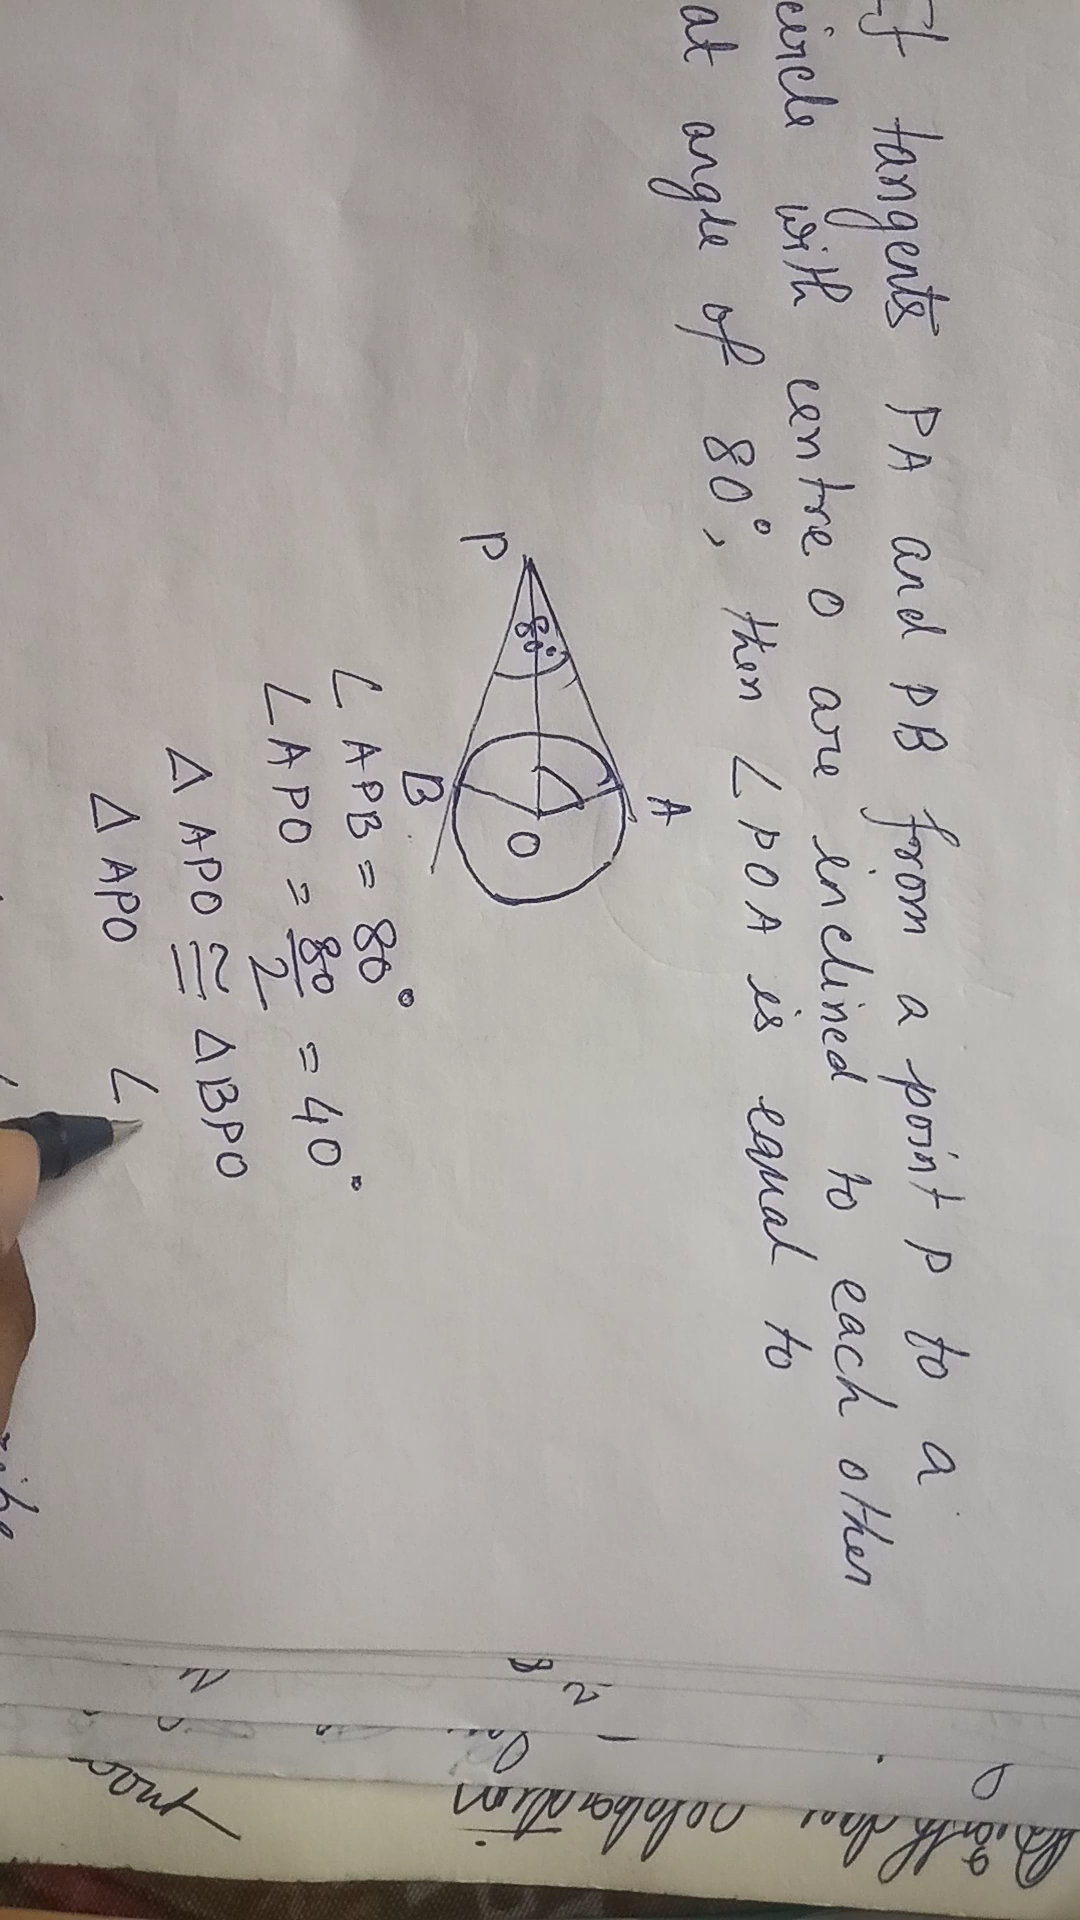 If tangents PA and PB from a point P to a
circle with centre O are inclined to each other
at angle of 80°, then ∠POA is equal to
P
80°
A
O
B
∠APB = 80°
∠APO = 80/2 = 40°
△APO ≅ △BPO
△APO ∠